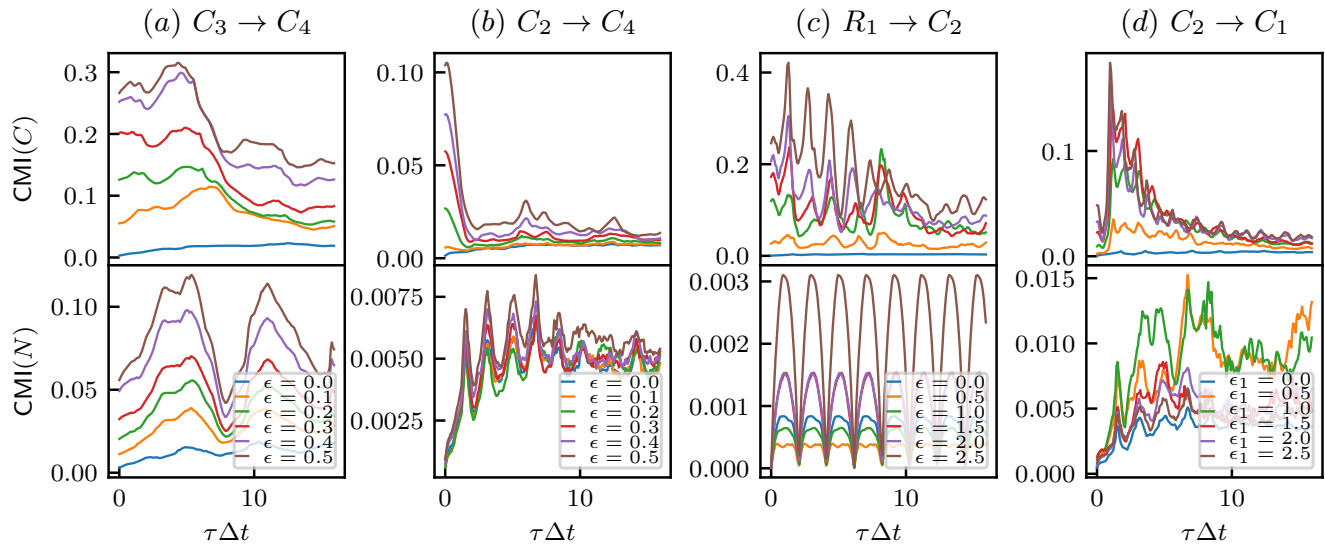 (a) C₃ → C₄
(b) C₂ → C₄
(c) R₁ → C₂
(d) C₂ → C₁
CMI(C)
0.3
0.2
0.1
0.0
0.10
0.05
0.00
0.4
0.2
0.0
0.1
0.0
CMI(N)
0.10
0.05
0.00
0.0075
0.0050
0.0025
0.003
0.002
0.001
0.000
0.015
0.010
0.005
0.000
ϵ = 0.0
ϵ = 0.1
ϵ = 0.2
ϵ = 0.3
ϵ = 0.4
ϵ = 0.5
ϵ = 0.0
ϵ = 0.1
ϵ = 0.2
ϵ = 0.3
ϵ = 0.4
ϵ = 0.5
ϵ = 0.0
ϵ = 0.5
ϵ = 1.0
ϵ = 1.5
ϵ = 2.0
ϵ = 2.5
ϵ₁ = 0.0
ϵ₁ = 0.5
ϵ₁ = 1.0
ϵ₁ = 1.5
ϵ₁ = 2.0
ϵ₁ = 2.5
0 10
0 10
0 10
0 10
τΔt
τΔt
τΔt
τΔt